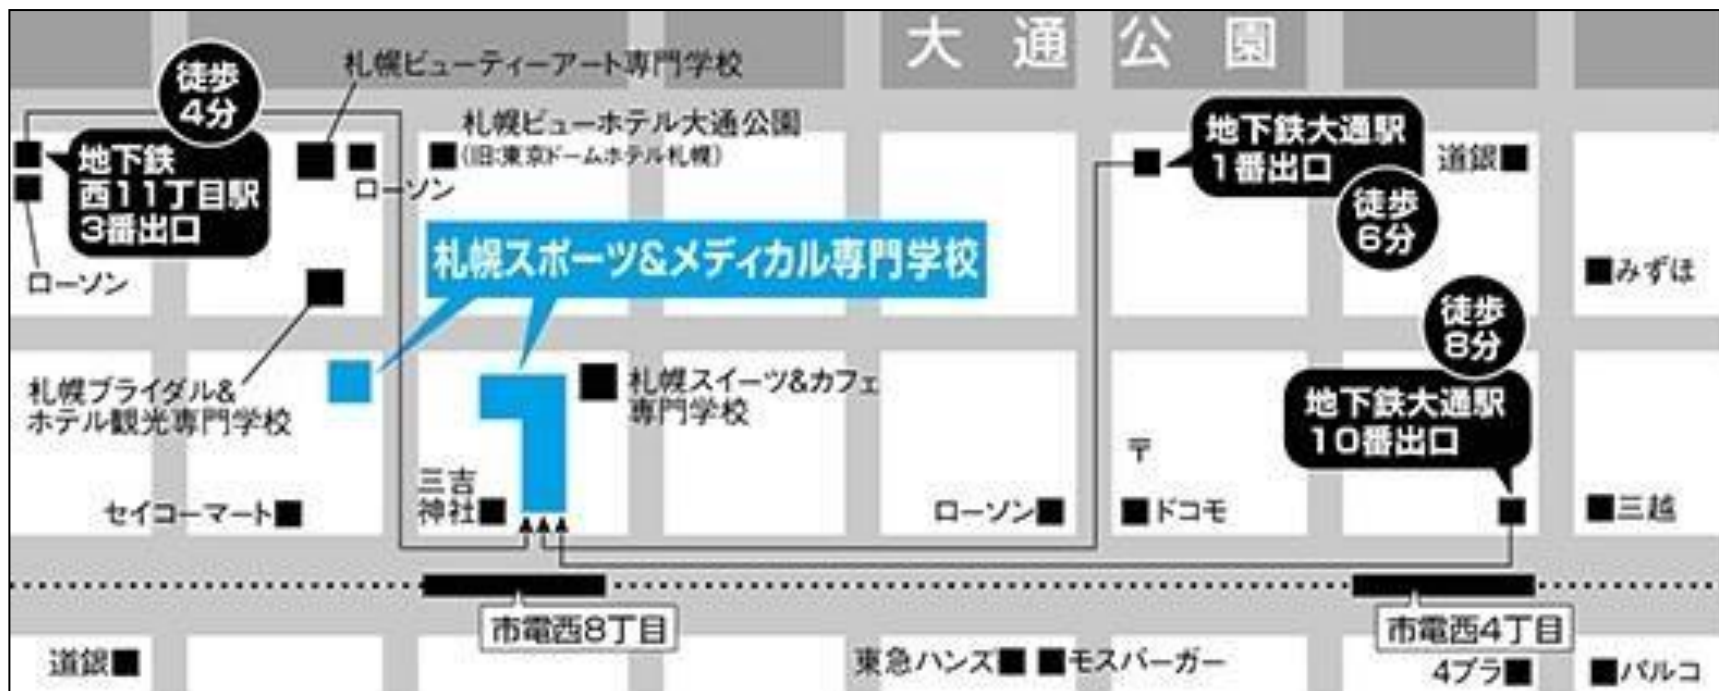 大通公園
札幌ビューティーアート専門学校
徒歩
4分
札幌ビューホテル大通公園
(旧:東京ドームホテル札幌)
地下鉄
西11丁目駅
3番出口
ローソン
ローソン
地下鉄大通駅
1番出口
徒歩
6分
道銀
札幌スポーツ&メディカル専門学校
みずほ
徒歩
8分
札幌ブライダル&
ホテル観光専門学校
札幌スイーツ&カフェ
専門学校
地下鉄大通駅
10番出口
〒
セイコーマート
三吉
神社
ローソン
ドコモ
三越
市電西8丁目
市電西4丁目
道銀
東急ハンズ
モスバーガー
4プラ
パルコ